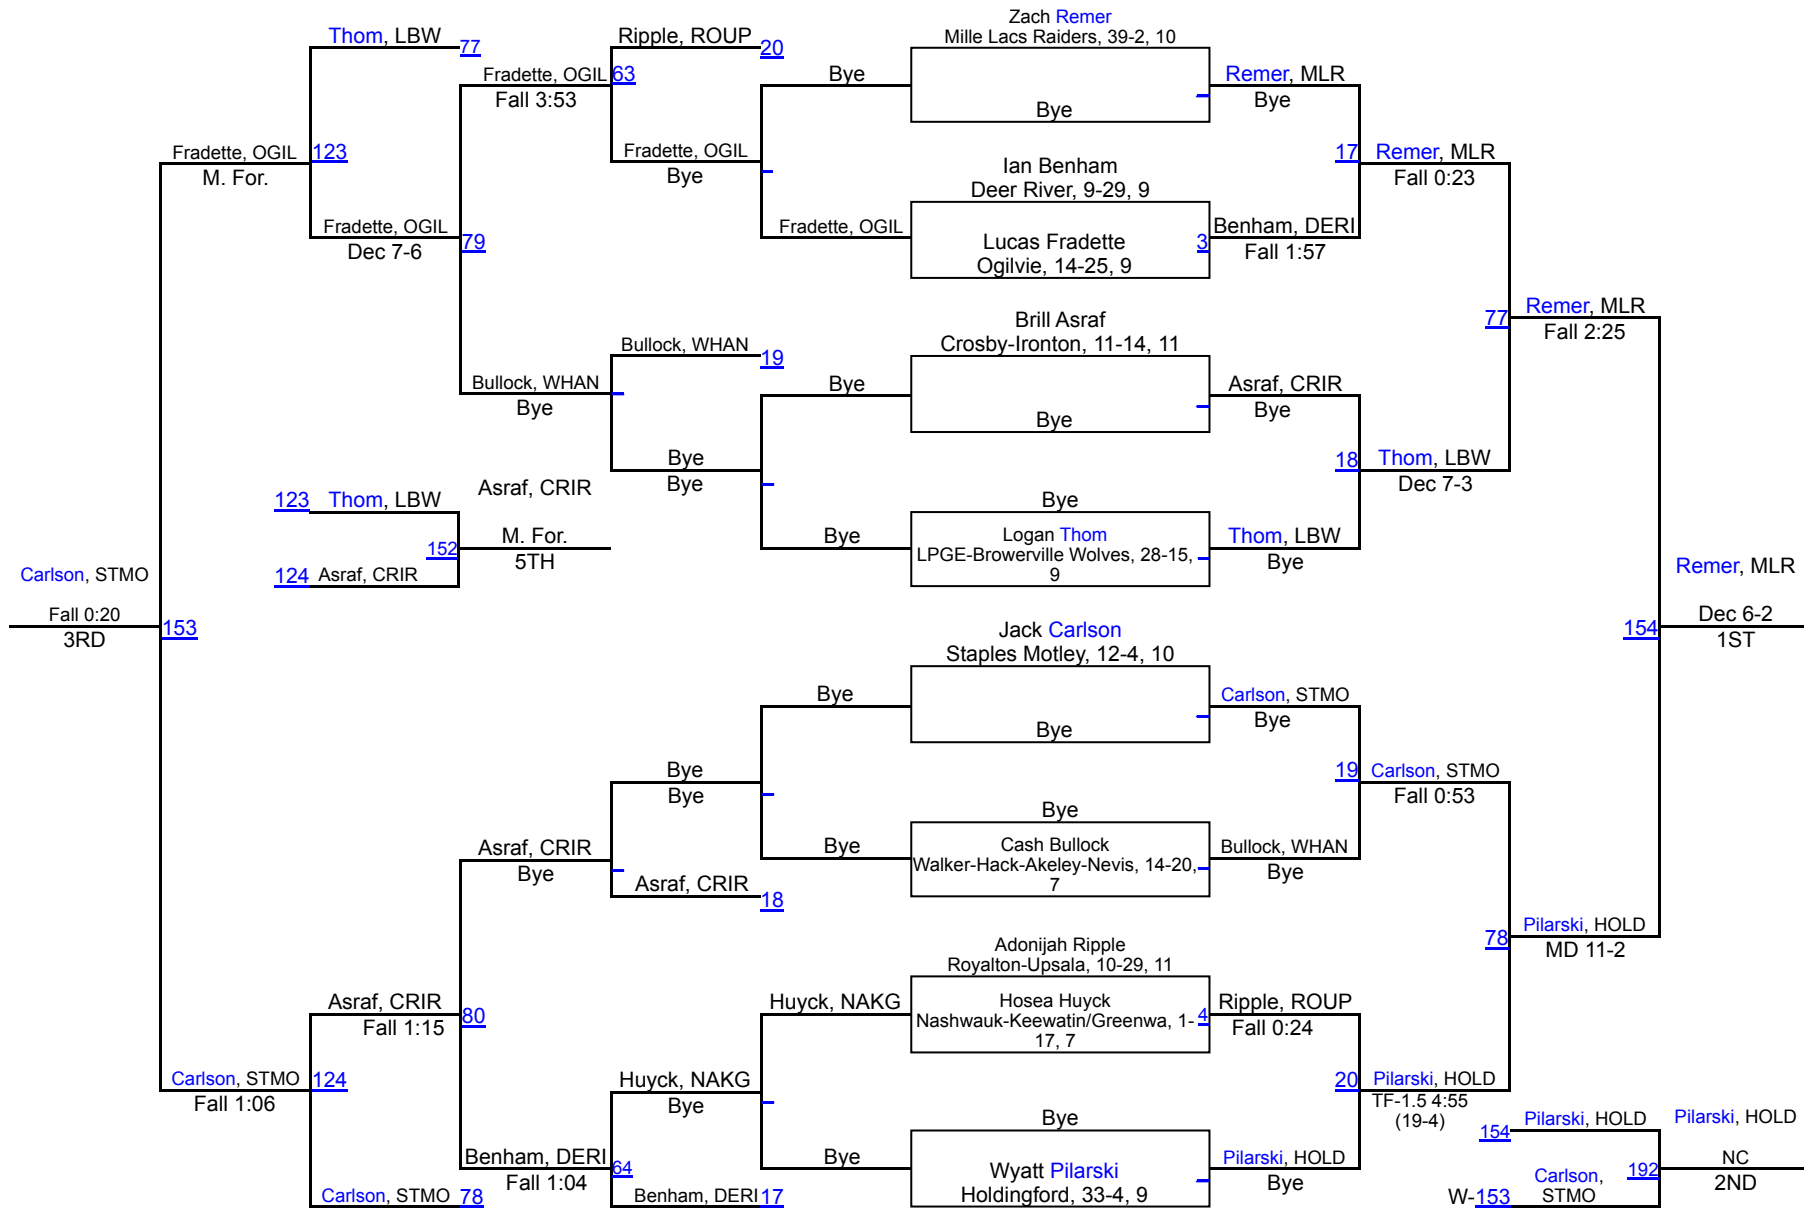 Zach Remer
Mille Lacs Raiders, 39-2, 10
Thom, LBW
77
Ripple, ROUP
20
Fradette, OGIL
63
Fall 3:53
Bye
Bye
Remer, MLR
Bye
Fradette, OGIL
123
M. For.
Fradette, OGIL
Bye
Ian Benham
Deer River, 9-29, 9
17
Remer, MLR
Fall 0:23
Fradette, OGIL
79
Dec 7-6
Fradette, OGIL
Lucas Fradette
Ogilvie, 14-25, 9
3
Benham, DERI
Fall 1:57
Brill Asraf
Crosby-Ironton, 11-14, 11
77
Remer, MLR
Fall 2:25
Bullock, WHAN
19
Bullock, WHAN
Bye
Bye
Bye
Asraf, CRIR
Bye
Bye
Bye
18
Thom, LBW
Dec 7-3
Asraf, CRIR
123
Thom, LBW
152
M. For.
5TH
124
Asraf, CRIR
Bye
Bye
Logan Thom
LPGE-Browerville Wolves, 28-15,
9
Thom, LBW
Bye
Carlson, STMO
Fall 0:20
3RD
153
Remer, MLR
154
Dec 6-2
1ST
Jack Carlson
Staples Motley, 12-4, 10
Bye
Bye
Carlson, STMO
Bye
Bye
Bye
19
Carlson, STMO
Fall 0:53
Bye
Cash Bullock
Walker-Hack-Akeley-Nevis, 14-20,
7
Bye
Bullock, WHAN
Bye
Asraf, CRIR
Bye
Asraf, CRIR
18
78
Pilarski, HOLD
MD 11-2
Adonijah Ripple
Royalton-Upsala, 10-29, 11
Asraf, CRIR
80
Fall 1:15
Huyck, NAKG
Hosea Huyck
Nashwauk-Keewatin/Greenwa, 1-
17, 7
4
Ripple, ROUP
Fall 0:24
Carlson, STMO
124
Fall 1:06
Huyck, NAKG
Bye
20
Pilarski, HOLD
TF-1.5 4:55
(19-4)
Bye
Bye
Wyatt Pilarski
Holdingford, 33-4, 9
Pilarski, HOLD
Bye
Benham, DERI
64
Fall 1:04
Carlson, STMO
78
Benham, DERI
17
154
Pilarski, HOLD
Pilarski, HOLD
192
NC
2ND
W-153
Carlson,
STMO